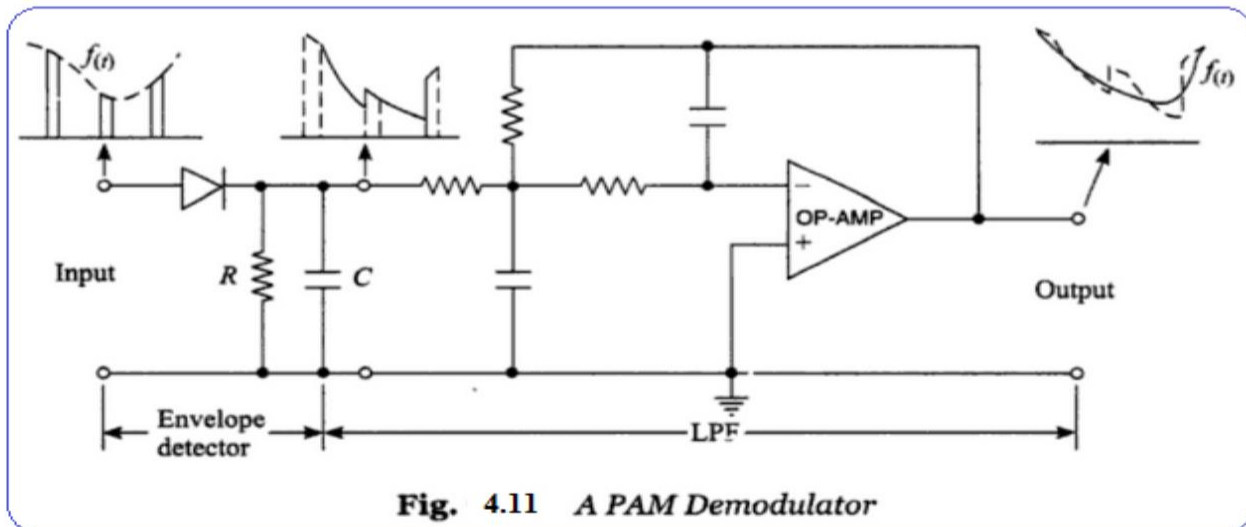 f(t)
f(t)
OP-AMP
−
+
Input
R
C
Output
Envelope
detector
LPF
Fig. 4.11 A PAM Demodulator